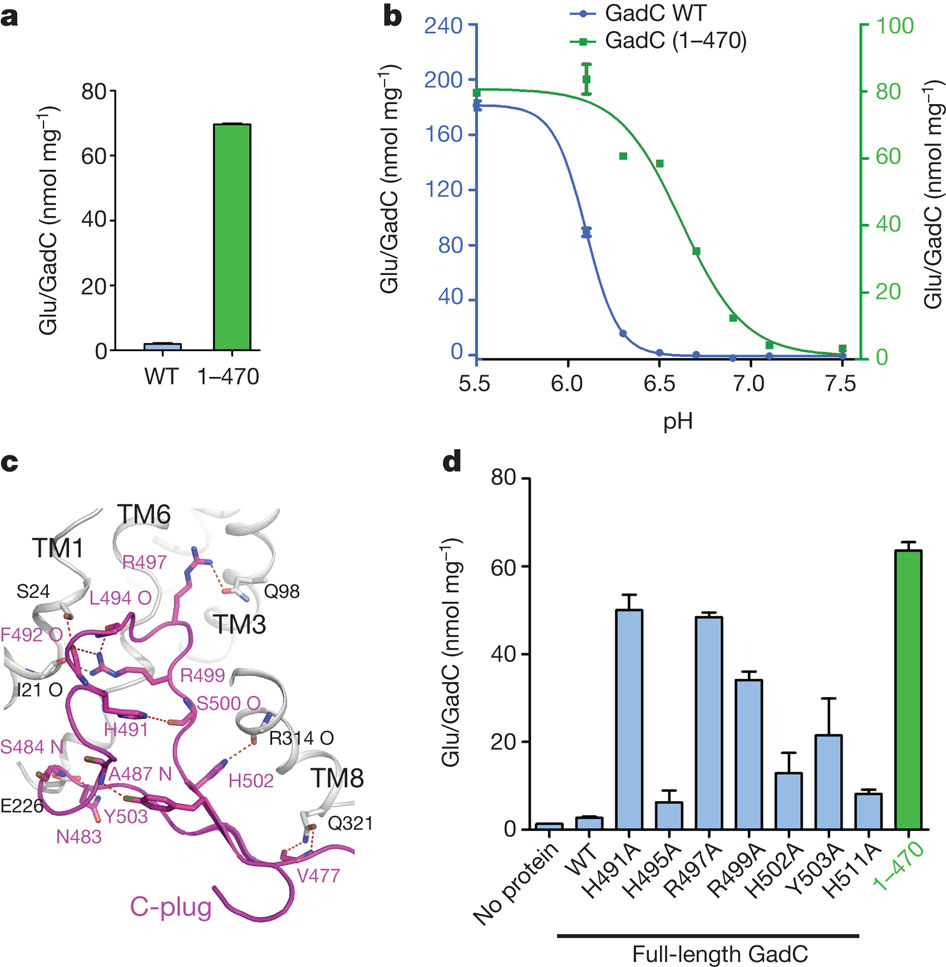 a
Glu/GadC (nmol mg⁻¹)
80
60
40
20
0
WT 1–470
b
GadC WT
GadC (1–470)
Glu/GadC (nmol mg⁻¹)
240
200
160
120
80
40
0
100
80
60
40
20
0
Glu/GadC (nmol mg⁻¹)
5.5 6.0 6.5 7.0 7.5
pH
c
TM6
TM1
R497
S24
L494 O
Q98
F492 O
TM3
I21 O
R499
S500 O
H491
R314 O
S484 N
A487 N
H502
TM8
E226
Y503
Q321
N483
V477
C-plug
d
Glu/GadC (nmol mg⁻¹)
80
60
40
20
0
No protein
WT
H491A
H495A
R497A
R499A
H502A
Y503A
H511A
1–470
Full-length GadC